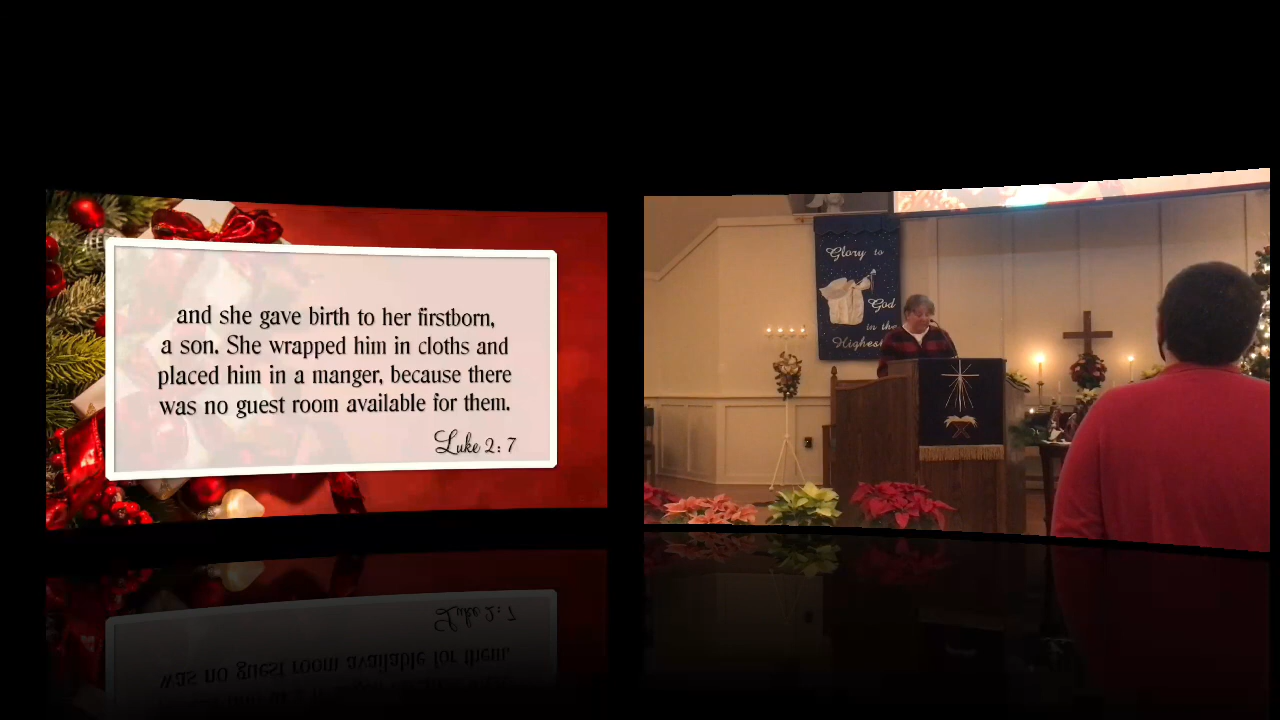 and she gave birth to her firstborn,
a son. She wrapped him in cloths and
placed him in a manger, because there
was no guest room available for them.
Luke 2:7
Glory to
God
in the
Highest